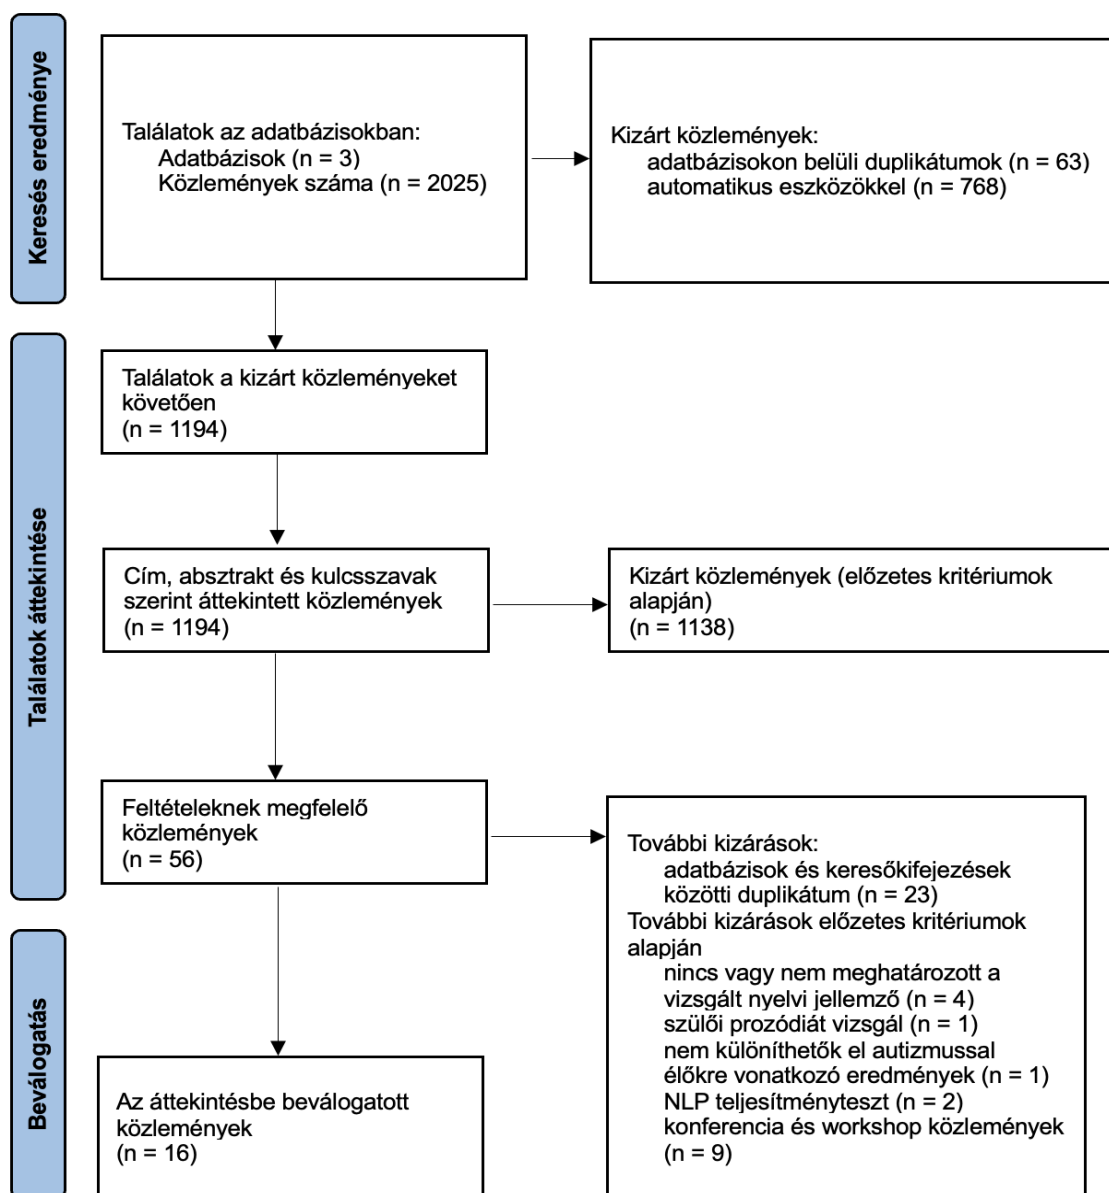 Keresés eredménye
Találatok az adatbázisokban:
Adatbázisok (n = 3)
Közlemények száma (n = 2025)
Kizárt közlemények:
adatbázisokon belüli duplikátumok (n = 63)
automatikus eszközökkel (n = 768)
Találatok áttekintése
Találatok a kizárt közleményeket
követően
(n = 1194)
Cím, absztrakt és kulcsszavak
szerint áttekintett közlemények
(n = 1194)
Kizárt közlemények (előzetes kritériumok
alapján)
(n = 1138)
Feltételeknek megfelelő
közlemények
(n = 56)
További kizárások:
adatbázisok és keresőkifejezések
közötti duplikátum (n = 23)
További kizárások előzetes kritériumok
alapján
nincs vagy nem meghatározott a
vizsgált nyelvi jellemző (n = 4)
szülői prozódiát vizsgál (n = 1)
nem különíthetők el autizmussal
élőkre vonatkozó eredmények (n = 1)
NLP teljesítményteszt (n = 2)
konferencia és workshop közlemények
(n = 9)
Beválogatás
Az áttekintésbe beválogatott
közlemények
(n = 16)